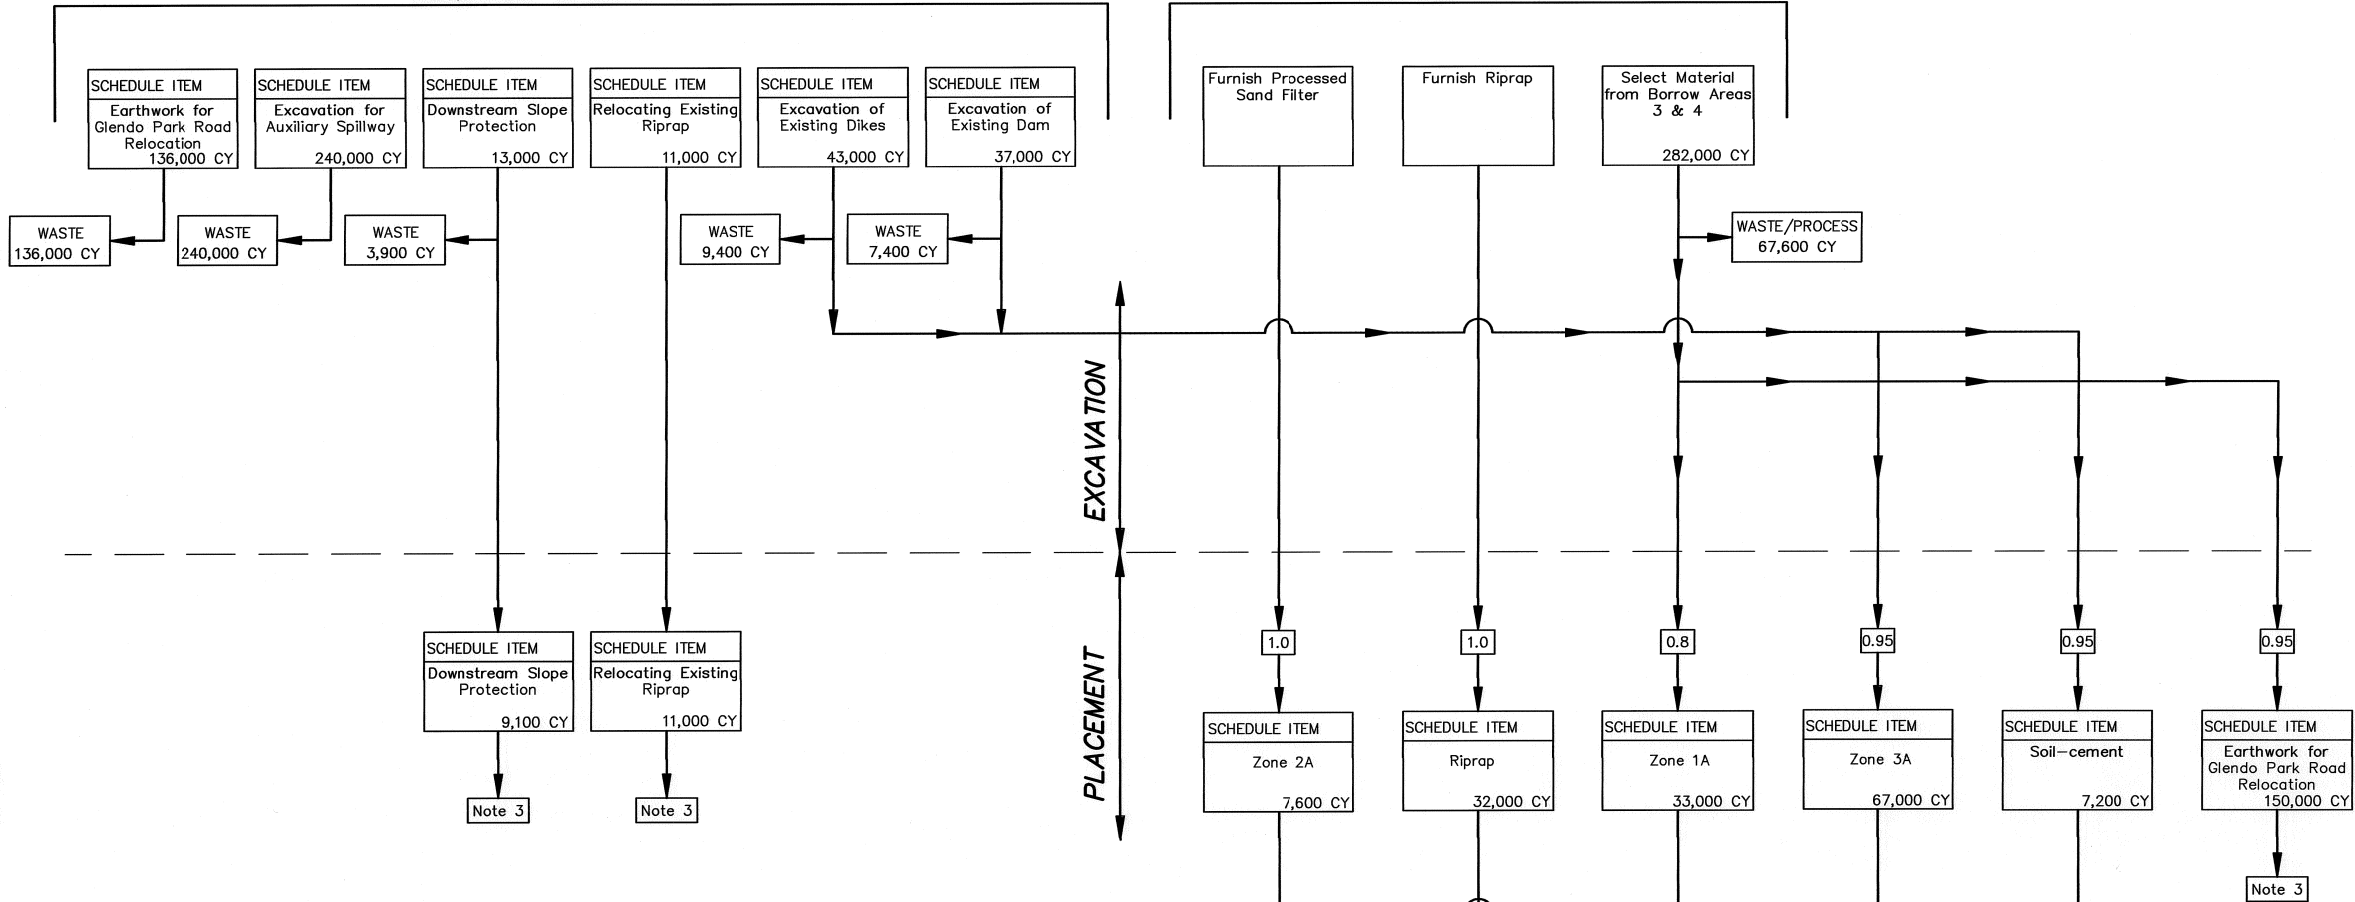 SCHEDULE ITEM
Earthwork for
Glendo Park Road
Relocation
136,000 CY
SCHEDULE ITEM
Excavation for
Auxiliary Spillway
240,000 CY
SCHEDULE ITEM
Downstream Slope
Protection
13,000 CY
SCHEDULE ITEM
Relocating Existing
Riprap
11,000 CY
SCHEDULE ITEM
Excavation of
Existing Dikes
43,000 CY
SCHEDULE ITEM
Excavation of
Existing Dam
37,000 CY
Furnish Processed
Sand Filter
Furnish Riprap
Select Material
from Borrow Areas
3 & 4
282,000 CY
WASTE
136,000 CY
WASTE
240,000 CY
WASTE
3,900 CY
WASTE
9,400 CY
WASTE
7,400 CY
WASTE/PROCESS
67,600 CY
EXCAVATION
PLACEMENT
SCHEDULE ITEM
Downstream Slope
Protection
9,100 CY
Note 3
SCHEDULE ITEM
Relocating Existing
Riprap
11,000 CY
Note 3
1.0
1.0
0.8
0.95
0.95
0.95
SCHEDULE ITEM
Zone 2A
7,600 CY
SCHEDULE ITEM
Riprap
32,000 CY
SCHEDULE ITEM
Zone 1A
33,000 CY
SCHEDULE ITEM
Zone 3A
67,000 CY
SCHEDULE ITEM
Soil-cement
7,200 CY
SCHEDULE ITEM
Earthwork for
Glendo Park Road
Relocation
150,000 CY
Note 3